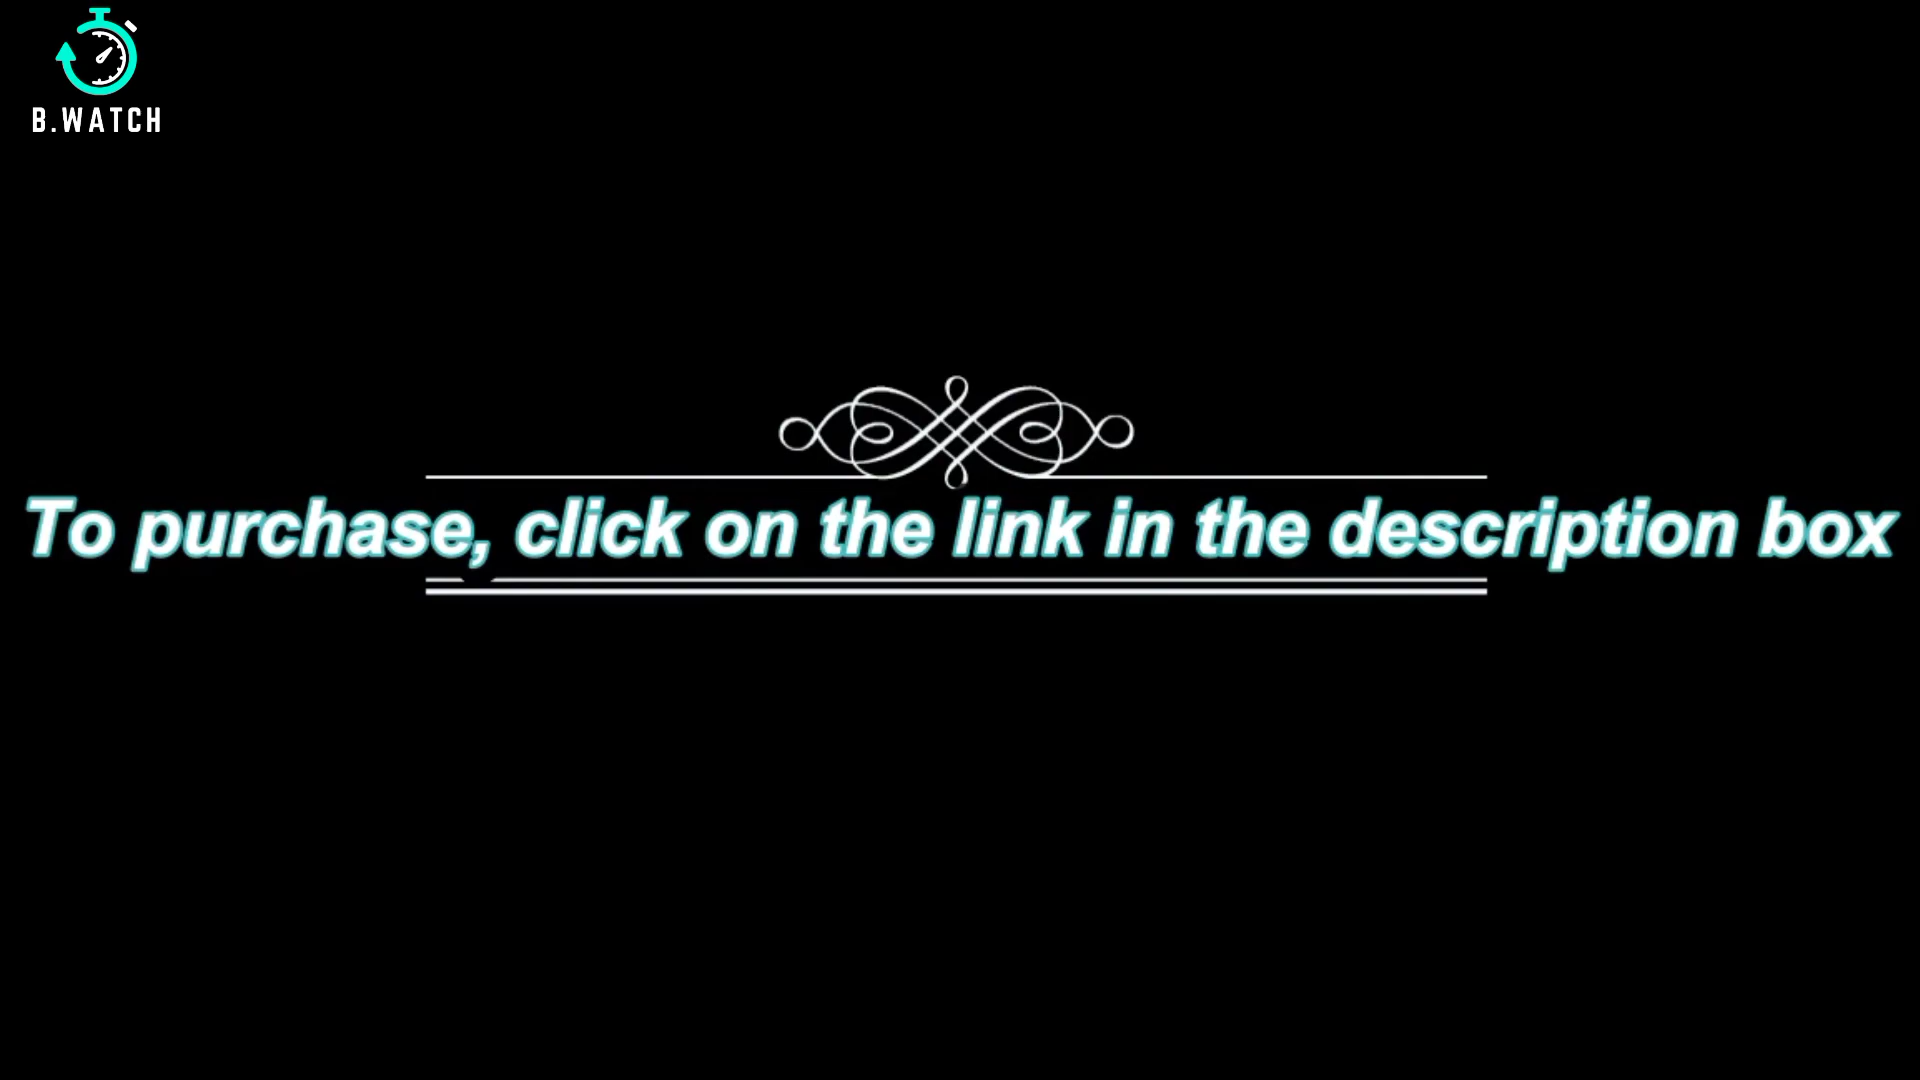 B.WATCH
To purchase, click on the link in the description box